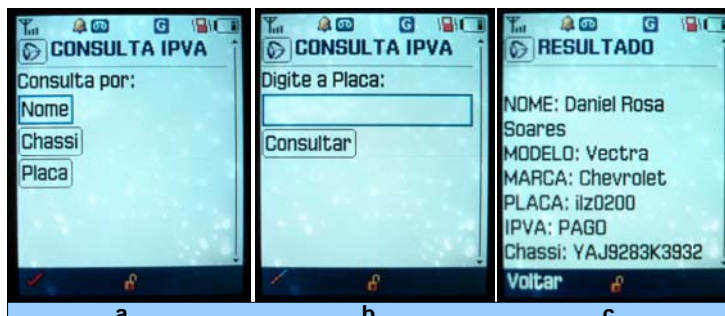 CONSULTA IPVA
Consulta por:
Nome
Chassi
Placa
CONSULTA IPVA
Digite a Placa:
Consultar
RESULTADO
NOME: Daniel Rosa
Soares
MODELO: Vectra
MARCA: Chevrolet
PLACA: ilz0200
IPVA: PAGO
Chassi: YAJ9283K3932
Voltar
a
b
c